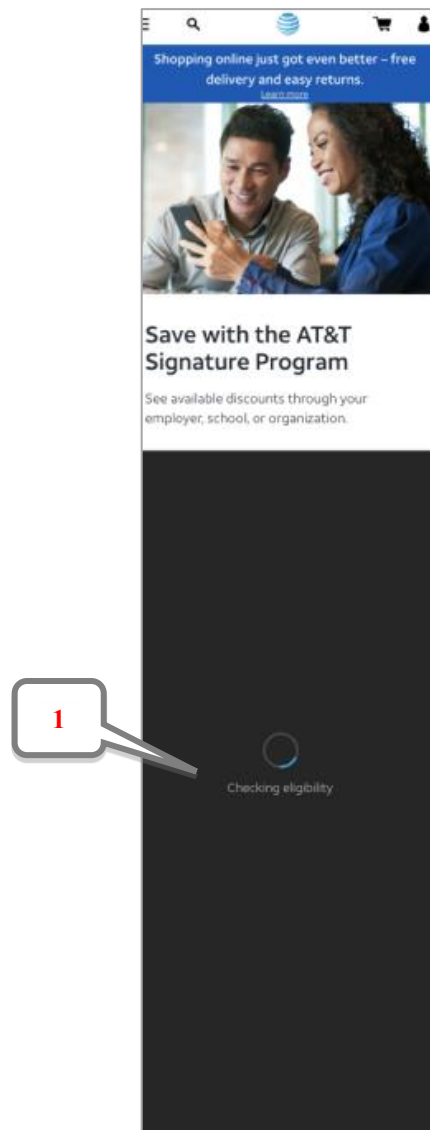 Shopping online just got even better – free
delivery and easy returns.
Learn more
Save with the AT&T
Signature Program
See available discounts through your
employer, school, or organization.
1
Checking eligibility